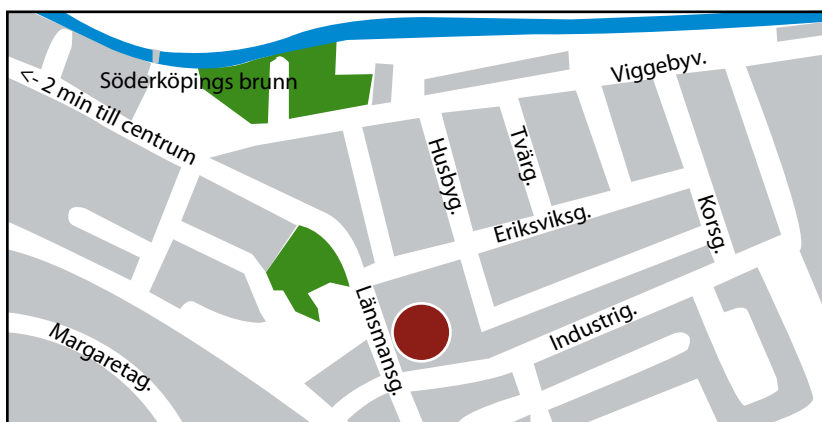 Söderköpings brunn
<- 2 min till centrum
Viggebyv.
Husbyg.
Tvärg.
Eriksviksg.
Korsg.
Länsmansg.
Industrig.
Margaretag.